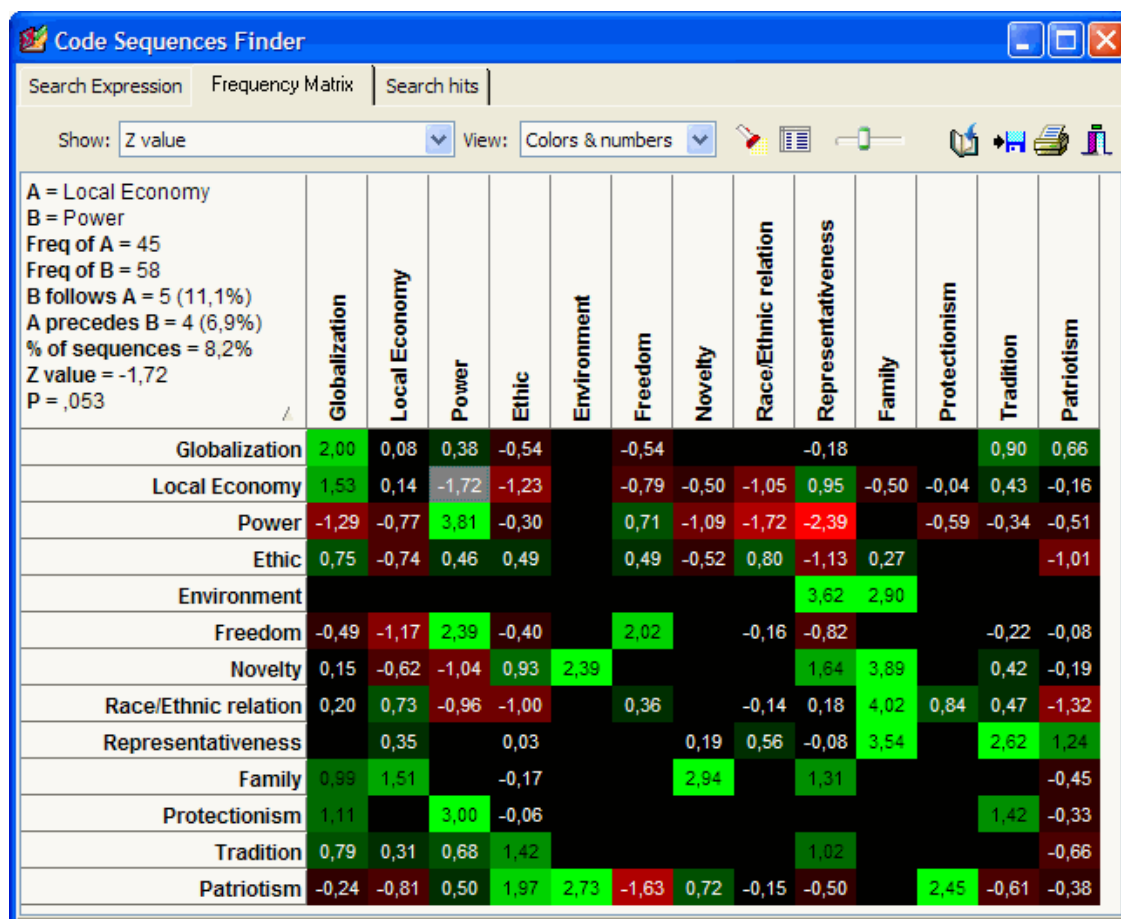 Code Sequences Finder
Search Expression Frequency Matrix Search hits
Show: Z value View: Colors & numbers
A = Local Economy
B = Power
Freq of A = 45
Freq of B = 58
B follows A = 5 (11,1%)
A precedes B = 4 (6,9%)
% of sequences = 8,2%
Z value = -1,72
P = ,053
Globalization
Local Economy
Power
Ethic
Environment
Freedom
Novelty
Race/Ethnic relation
Representativeness
Family
Protectionism
Tradition
Patriotism
Globalization 2,00 0,08 0,38 -0,54 -0,54 -0,18 0,90 0,66
Local Economy 1,53 0,14 -1,72 -1,23 -0,79 -0,50 -1,05 0,95 -0,50 -0,04 0,43 -0,16
Power -1,29 -0,77 3,81 -0,30 0,71 -1,09 -1,72 -2,39 -0,59 -0,34 -0,51
Ethic 0,75 -0,74 0,46 0,49 0,49 -0,52 0,80 -1,13 0,27 -1,01
Environment 3,62 2,90
Freedom -0,49 -1,17 2,39 -0,40 2,02 -0,16 -0,82 -0,22 -0,08
Novelty 0,15 -0,62 -1,04 0,93 2,39 1,64 3,89 0,42 -0,19
Race/Ethnic relation 0,20 0,73 -0,96 -1,00 0,36 -0,14 0,18 4,02 0,84 0,47 -1,32
Representativeness 0,35 0,03 0,19 0,56 -0,08 3,54 2,62 1,24
Family 0,99 1,51 -0,17 2,94 1,31 -0,45
Protectionism 1,11 3,00 -0,06 1,42 -0,33
Tradition 0,79 0,31 0,68 1,42 1,02 -0,66
Patriotism -0,24 -0,81 0,50 1,97 2,73 -1,63 0,72 -0,15 -0,50 2,45 -0,61 -0,38